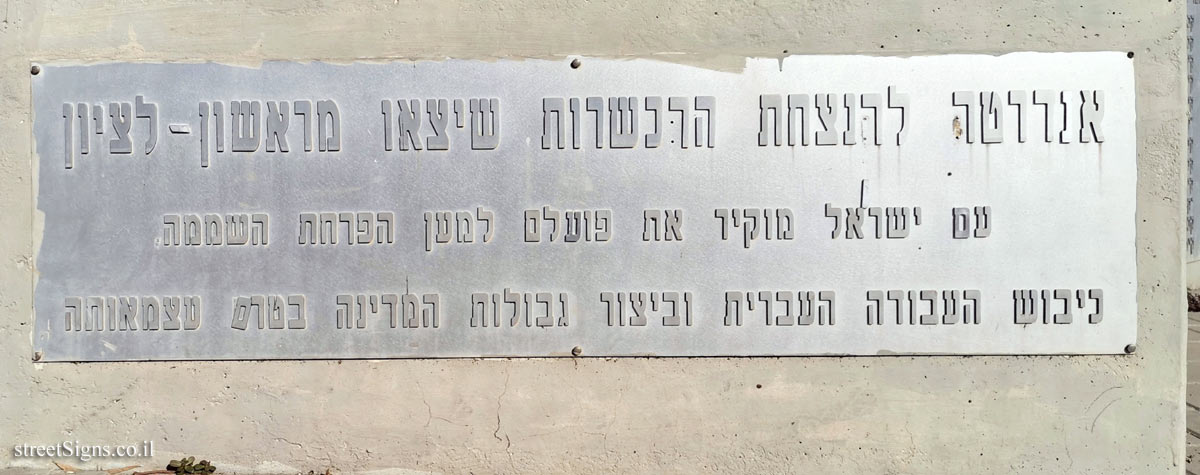 אנדרטה להנצחת ההכשרות שיצאו מראשון-לציון
עם ישראל מוקיר את פועלם למען הפרחת השממה,
כיבוש העבודה העברית וביצור גבולות המדינה בטרם עצמאותה
streetSigns.co.il